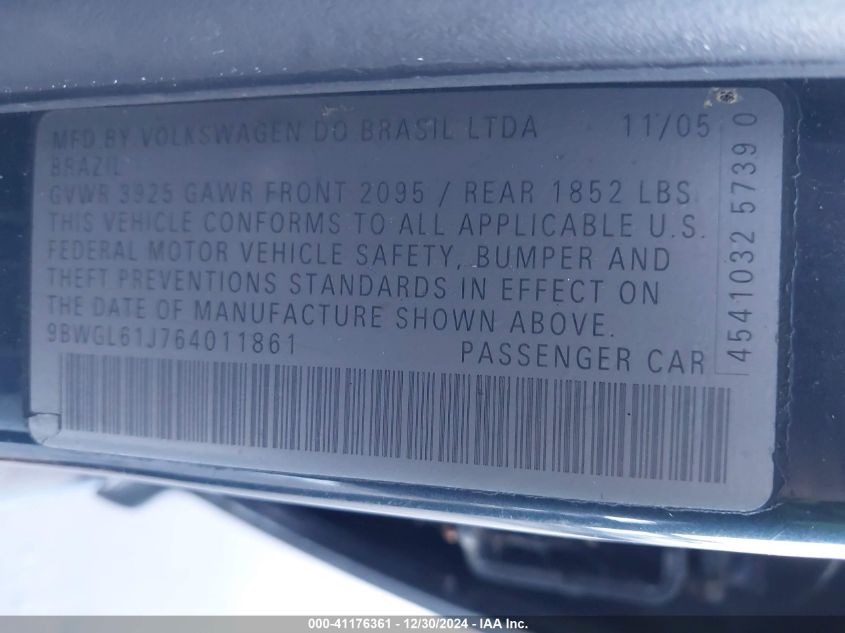 MFD.BY VOLKSWAGEN DO BRASIL LTDA 11/05
BRAZIL
GVWR 3925 GAWR FRONT 2095 / REAR 1852 LBS
THIS VEHICLE CONFORMS TO ALL APPLICABLE U.S.
FEDERAL MOTOR VEHICLE SAFETY, BUMPER AND
THEFT PREVENTIONS STANDARDS IN EFFECT ON
THE DATE OF MANUFACTURE SHOWN ABOVE.
9BWGL61J764011861 PASSENGER CAR
4541032 5739 0
000-41176361 - 12/30/2024 - IAA Inc.